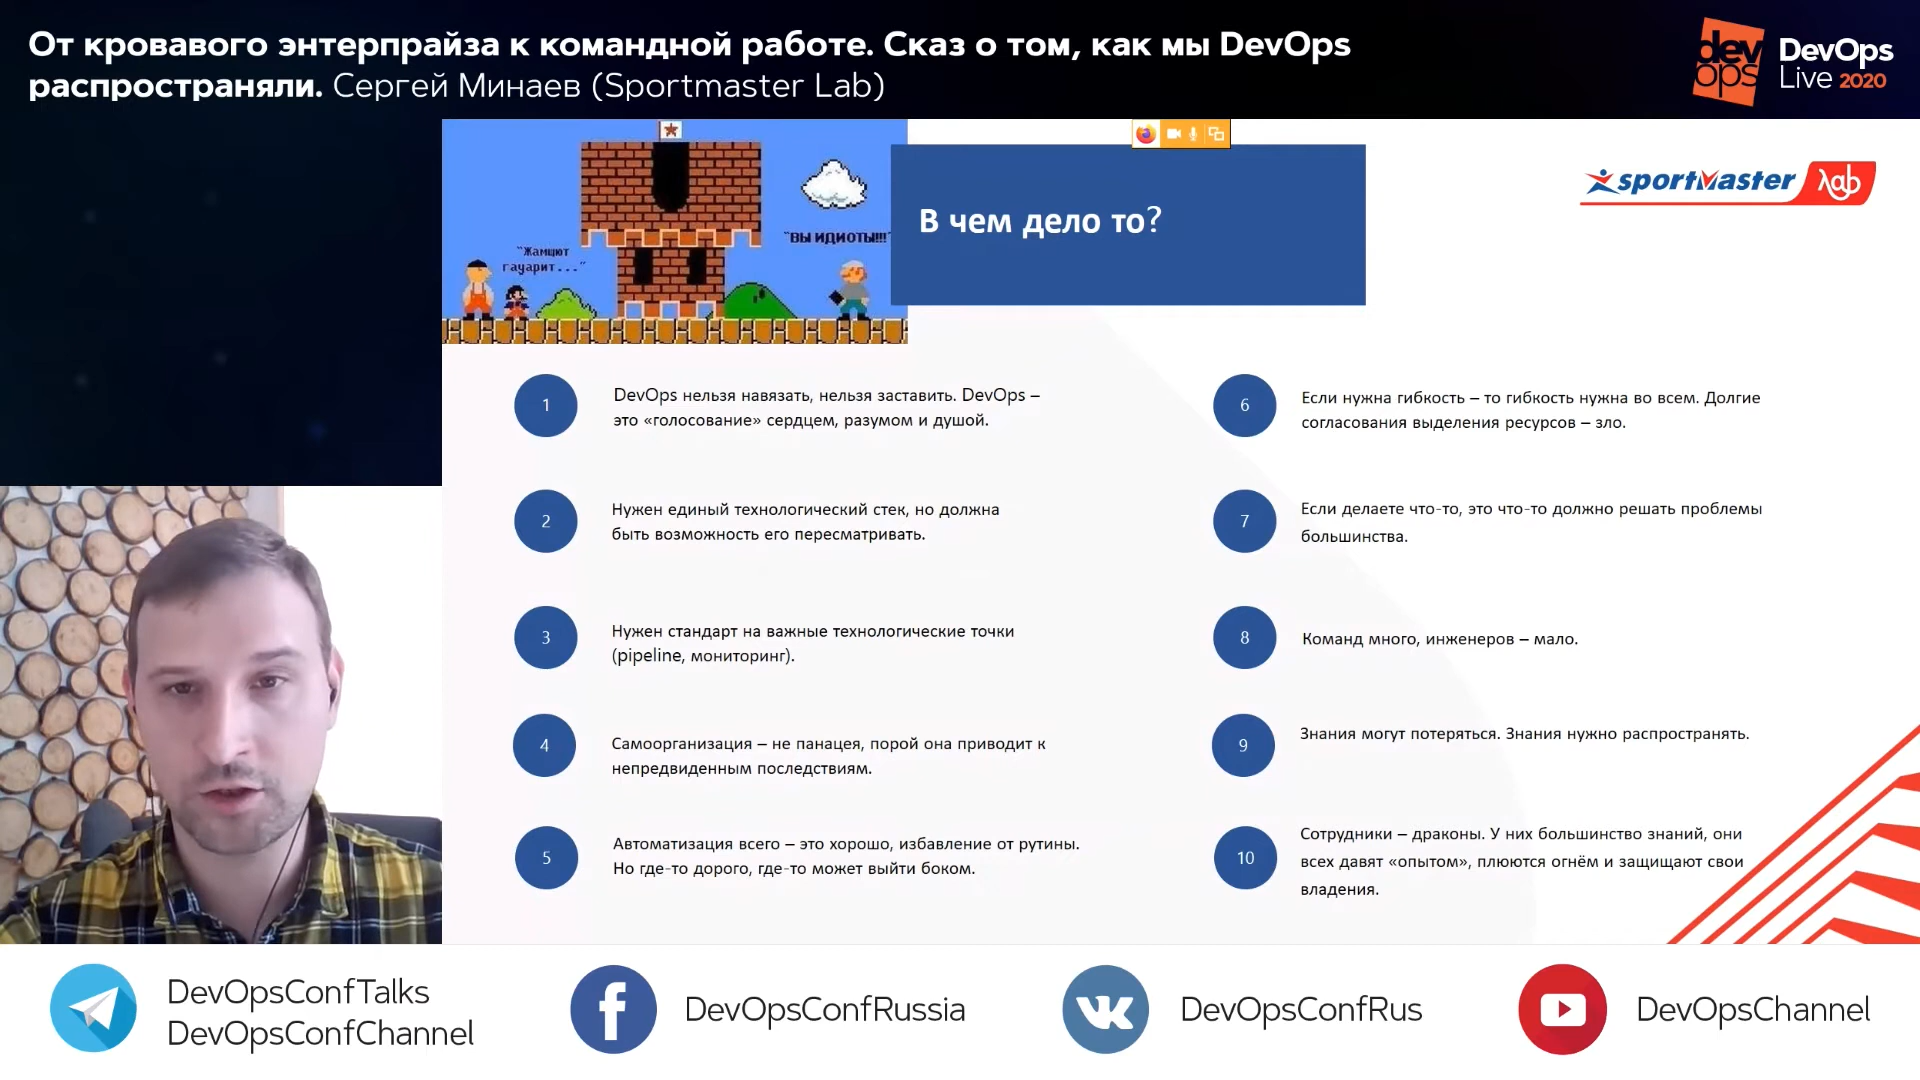 От кровавого энтерпрайза к командной работе. Сказ о том, как мы DevOps
распространяли. Сергей Минаев (Sportmaster Lab)
dev
ops
DevOps
Live 2020
"Жамшют
гауарит..."
"ВЫ ИДИОТЫ!!!"
В чем дело то?
sportmaster lab
1
DevOps нельзя навязать, нельзя заставить. DevOps –
это «голосование» сердцем, разумом и душой.
2
Нужен единый технологический стек, но должна
быть возможность его пересматривать.
3
Нужен стандарт на важные технологические точки
(pipeline, мониторинг).
4
Самоорганизация – не панацея, порой она приводит к
непредвиденным последствиям.
5
Автоматизация всего – это хорошо, избавление от рутины.
Но где-то дорого, где-то может выйти боком.
6
Если нужна гибкость – то гибкость нужна во всем. Долгие
согласования выделения ресурсов – зло.
7
Если делаете что-то, это что-то должно решать проблемы
большинства.
8
Команд много, инженеров – мало.
9
Знания могут потеряться. Знания нужно распространять.
10
Сотрудники – драконы. У них большинство знаний, они
всех давят «опытом», плюются огнём и защищают свои
владения.
DevOpsConfTalks
DevOpsConfChannel
DevOpsConfRussia
DevOpsConfRus
DevOpsChannel